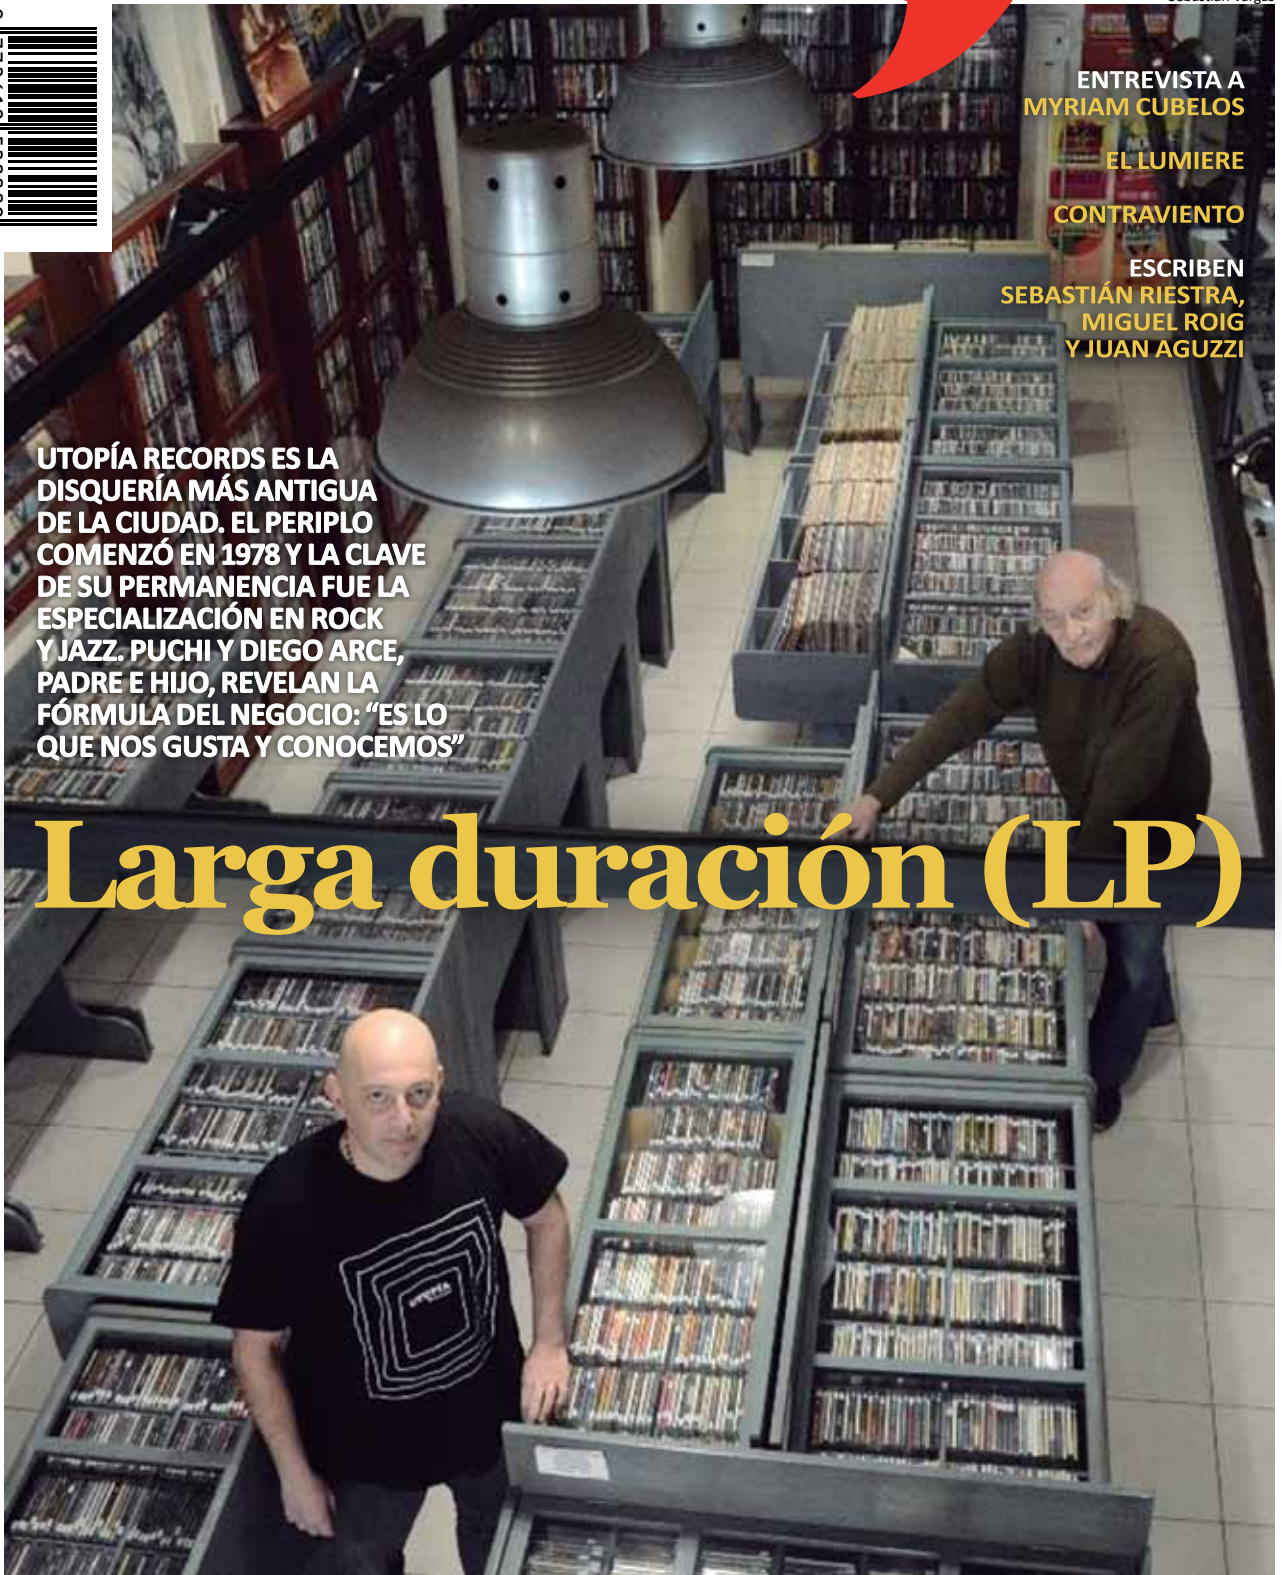 ENTREVISTA A
MYRIAM CUBELOS
EL LUMIERE
CONTRAVIENTO
ESCRIBEN
SEBASTIÁN RIESTRA,
MIGUEL ROIG
Y JUAN AGUZZI
UTOPÍA RECORDS ES LA
DISQUERÍA MÁS ANTIGUA
DE LA CIUDAD. EL PERIPLO
COMENZÓ EN 1978 Y LA CLAVE
DE SU PERMANENCIA FUE LA
ESPECIALIZACIÓN EN ROCK
Y JAZZ. PUCHI Y DIEGO ARCE,
PADRE E HIJO, REVELAN LA
FÓRMULA DEL NEGOCIO: “ES LO
QUE NOS GUSTA Y CONOCEMOS”
Larga duración (LP)
UTOPÍA